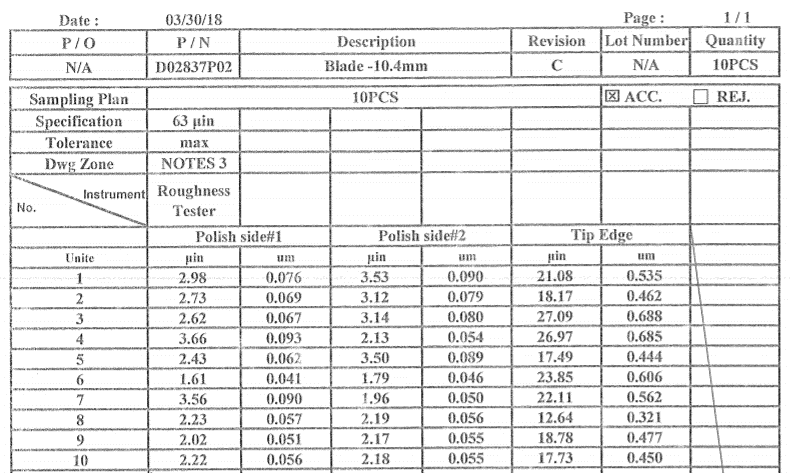 Date : 03/30/18 Page : 1 / 1
P / O P / N Description Revision Lot Number Quantity
N/A D02837P02 Blade -10.4mm C N/A 10PCS
Sampling Plan 10PCS ☒ ACC. ☐ REJ.
Specification 63 µin
Tolerance max
Dwg Zone NOTES 3
No. Instrument Roughness
Tester
Polish side#1 Polish side#2 Tip Edge
Unite µin um µin um µin um
1 2.98 0.076 3.53 0.090 21.08 0.535
2 2.73 0.069 3.12 0.079 18.17 0.462
3 2.62 0.067 3.14 0.080 27.09 0.688
4 3.66 0.093 2.13 0.054 26.97 0.685
5 2.43 0.062 3.50 0.089 17.49 0.444
6 1.61 0.041 1.79 0.046 23.85 0.606
7 3.56 0.090 1.96 0.050 22.11 0.562
8 2.23 0.057 2.19 0.056 12.64 0.321
9 2.02 0.051 2.17 0.055 18.78 0.477
10 2.22 0.056 2.18 0.055 17.73 0.450